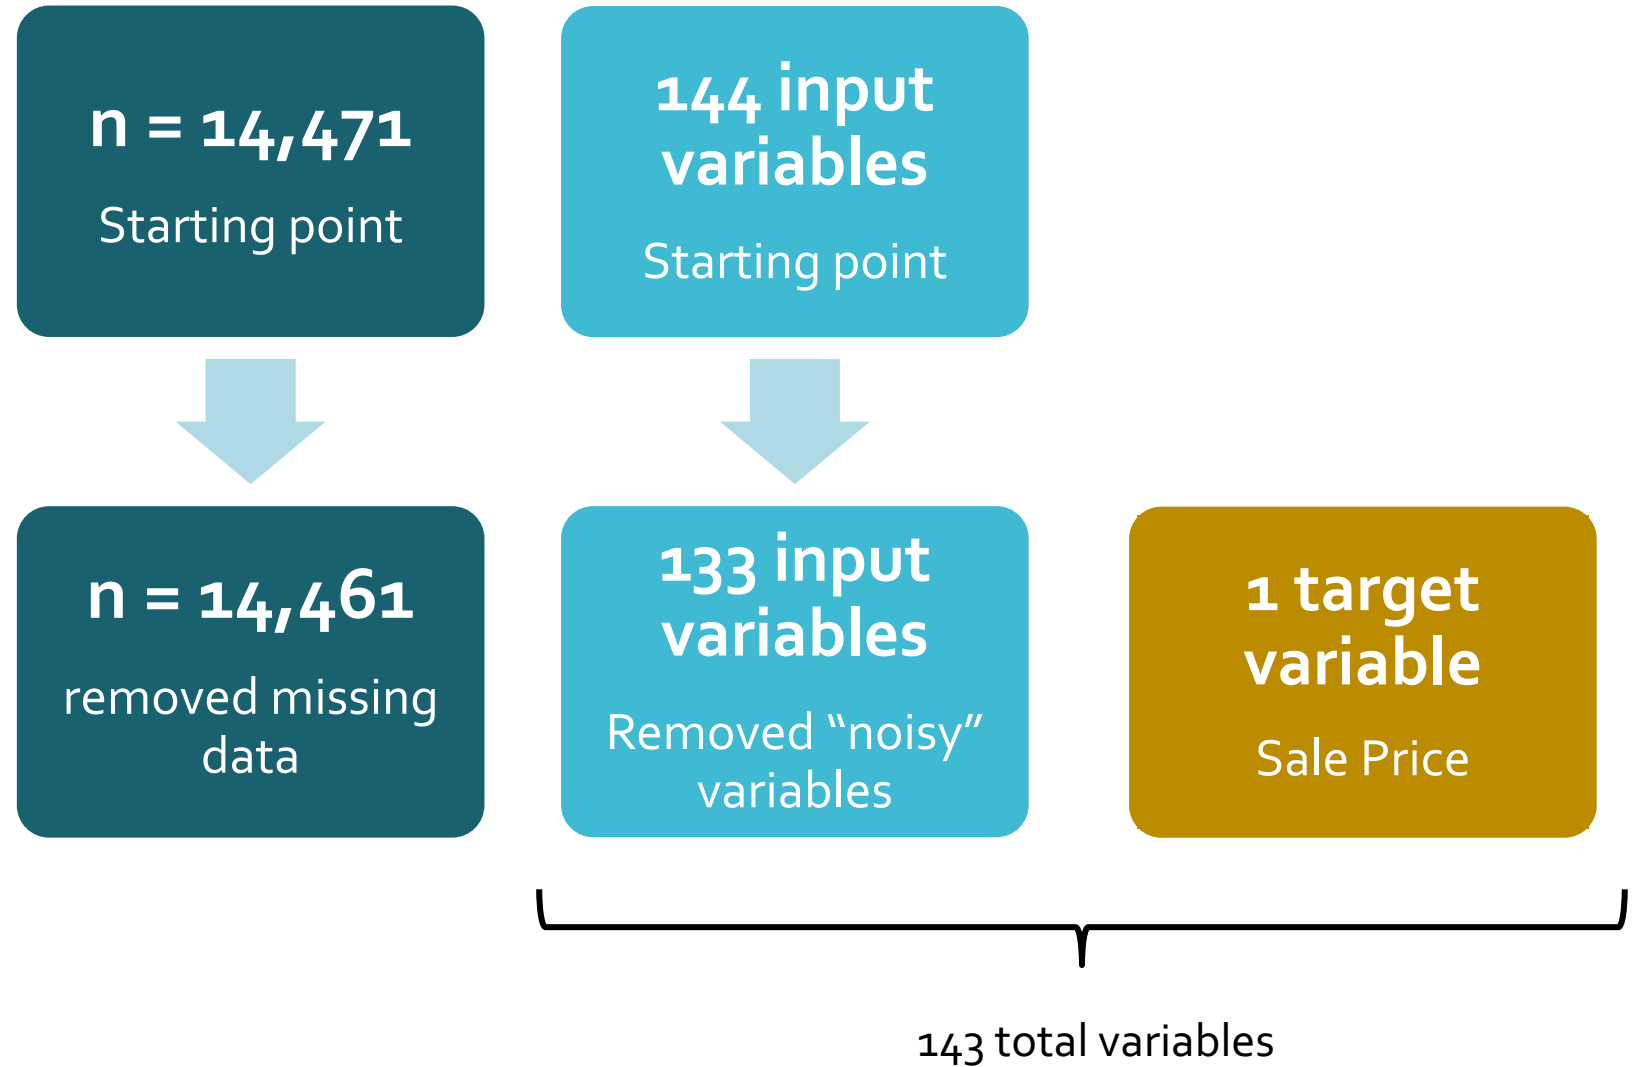 n = 14,471
Starting point
144 input
variables
Starting point
n = 14,461
removed missing
data
133 input
variables
Removed “noisy”
variables
1 target
variable
Sale Price
143 total variables